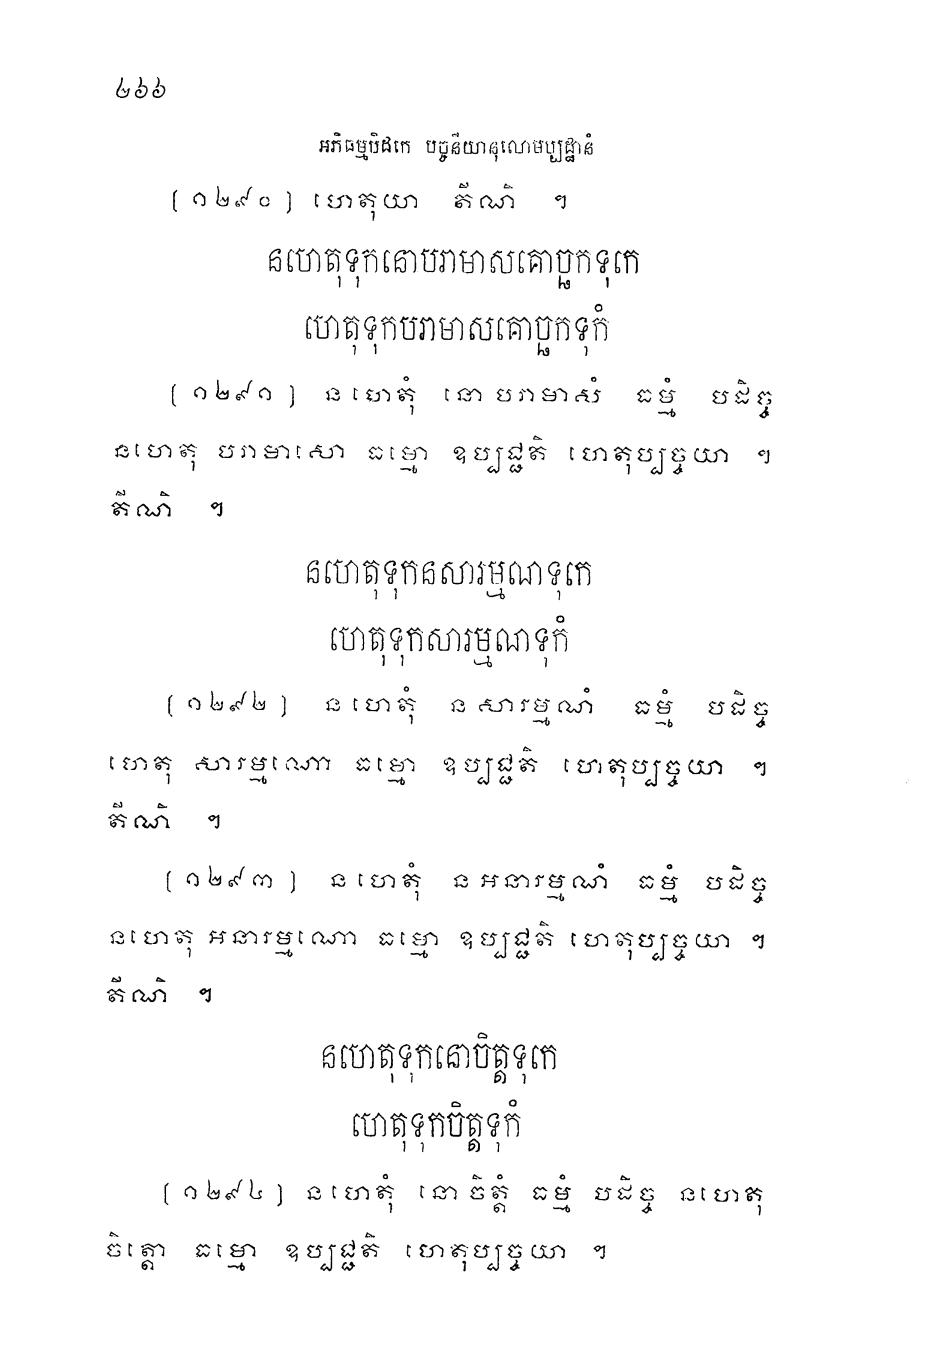 ៤៦៦
អភិធម្មបិដកេ បច្ចនីយានុលោមប្បដ្ឋានំ
(១២៩០) ហេតុយា តីណិ ។
នហេតុទុកនោបរាមាសគោច្ឆកទុកេ
ហេតុទុកបរាមាសគោច្ឆកទុកំ
(១២៩១) ន ហេតុំ នោ បរាមាសំ ធម្មំ បដិច្ច
នហេតុ បរាមាសោ ធម្មោ ឧប្បជ្ជតិ ហេតុប្បច្ចយា ។
តីណិ ។
នហេតុទុកនសារម្មណទុកេ
ហេតុទុកសារម្មណទុកំ
(១២៩២) ន ហេតុំ ន សារម្មណំ ធម្មំ បដិច្ច
ហេតុ សារម្មណោ ធម្មោ ឧប្បជ្ជតិ ហេតុប្បច្ចយា ។
តីណិ ។
(១២៩៣) ន ហេតុំ ន អនារម្មណំ ធម្មំ បដិច្ច
នហេតុ អនារម្មណោ ធម្មោ ឧប្បជ្ជតិ ហេតុប្បច្ចយា ។
តីណិ ។
នហេតុទុកនោចិត្តទុកេ
ហេតុទុកចិត្តទុកំ
(១២៩៤) ន ហេតុំ នោ ចិត្តំ ធម្មំ បដិច្ច នហេតុ
ចិត្តោ ធម្មោ ឧប្បជ្ជតិ ហេតុប្បច្ចយា ។